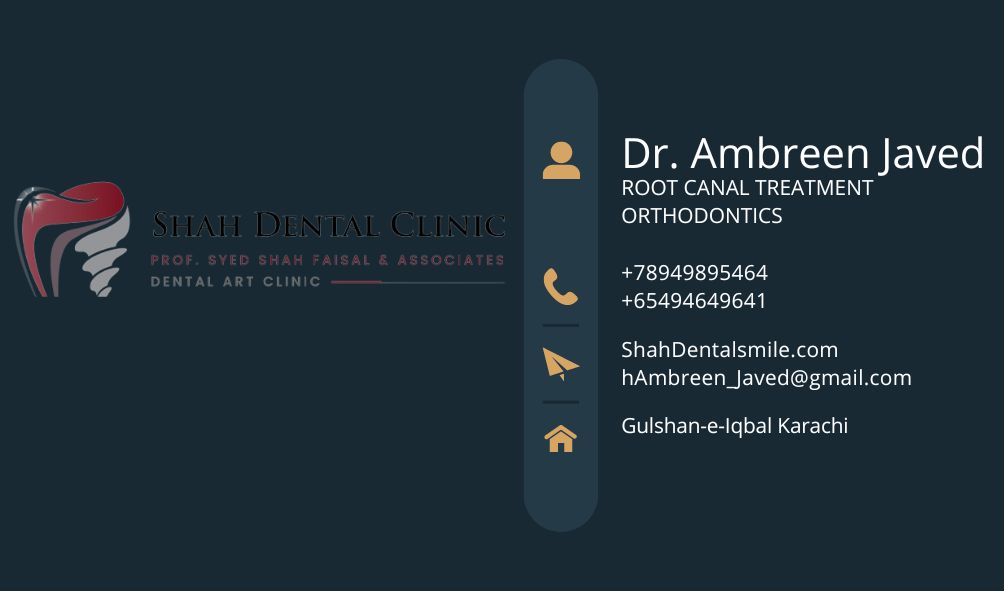 SHAH DENTAL CLINIC
PROF. SYED SHAH FAISAL & ASSOCIATES
DENTAL ART CLINIC
Dr. Ambreen Javed
ROOT CANAL TREATMENT
ORTHODONTICS
+78949895464
+65494649641
ShahDentalsmile.com
hAmbreen_Javed@gmail.com
Gulshan-e-Iqbal Karachi